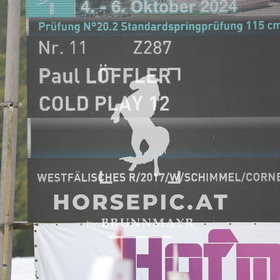 4. - 6. Oktober 2024
Prüfung N°20.2 Standardspringprüfung 115 cm
Nr. 11 Z287
Paul LÖFFLER
COLD PLAY 12
WESTFÄLISCHES R/2017/W/SCHIMMEL/CORNE
HORSEPIC.AT
BRUNNMAYR